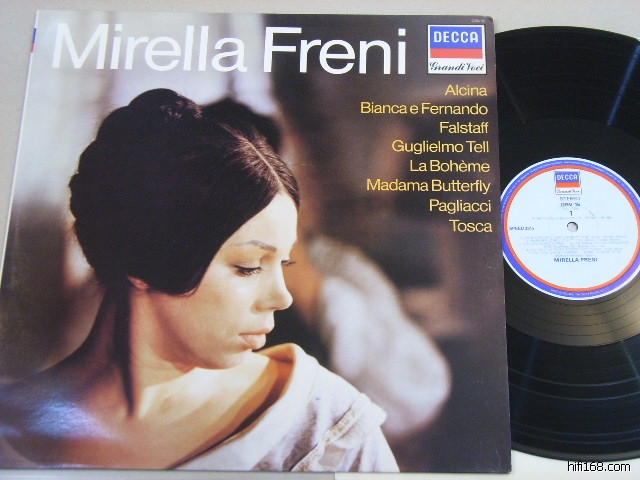 Mirella Freni
DECCA
Grandi Voci
Alcina
Bianca e Fernando
Falstaff
Guglielmo Tell
La Bohème
Madama Butterfly
Pagliacci
Tosca
DECCA
STEREO
1
MIRELLA FRENI
hifi168.com